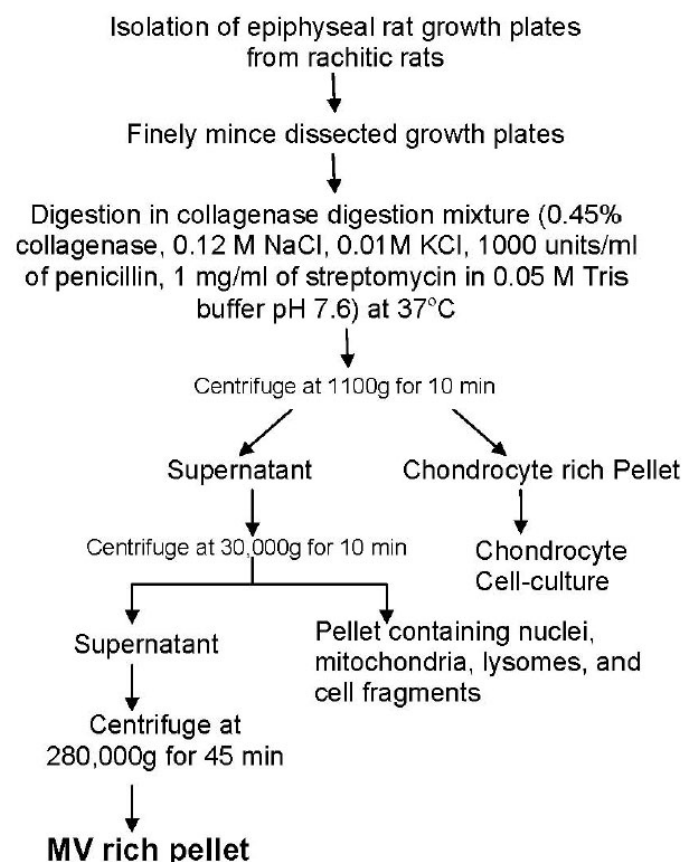 Isolation of epiphyseal rat growth plates
from rachitic rats
Finely mince dissected growth plates
Digestion in collagenase digestion mixture (0.45%
collagenase, 0.12 M NaCl, 0.01M KCl, 1000 units/ml
of penicillin, 1 mg/ml of streptomycin in 0.05 M Tris
buffer pH 7.6) at 37°C
Centrifuge at 1100g for 10 min
Supernatant
Chondrocyte rich Pellet
Centrifuge at 30,000g for 10 min
Chondrocyte
Cell-culture
Supernatant
Pellet containing nuclei,
mitochondria, lysomes, and
cell fragments
Centrifuge at
280,000g for 45 min
MV rich pellet